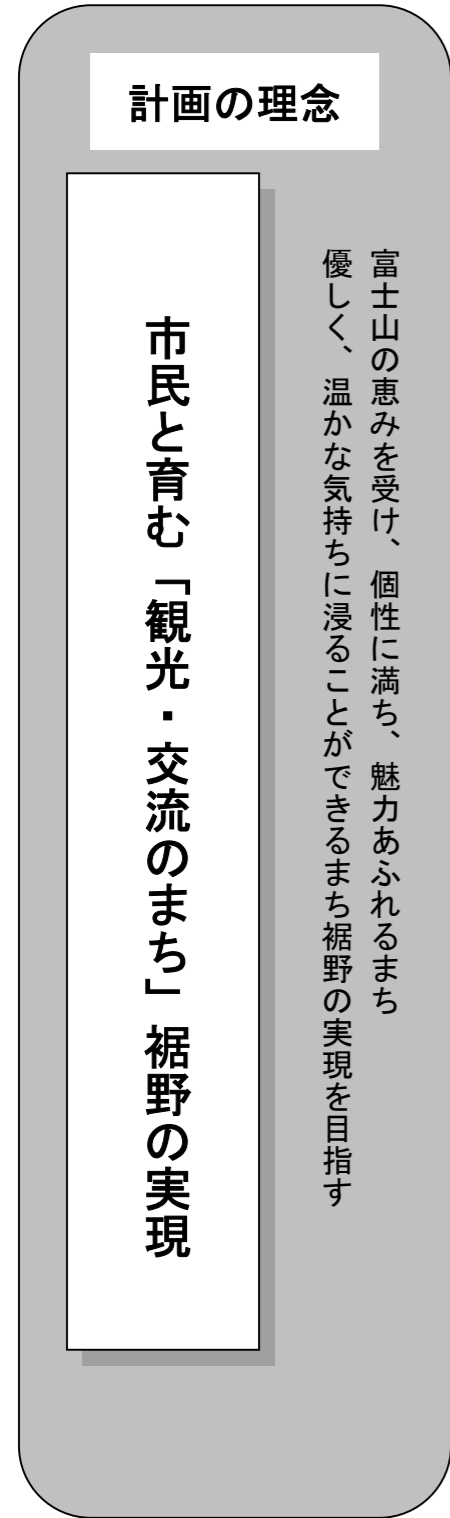 計画の理念
富士山の恵みを受け、個性に満ち、魅力あふれるまち
優しく、温かな気持ちに浸ることができるまち裾野の実現を目指す
市民と育む「観光・交流のまち」裾野の実現